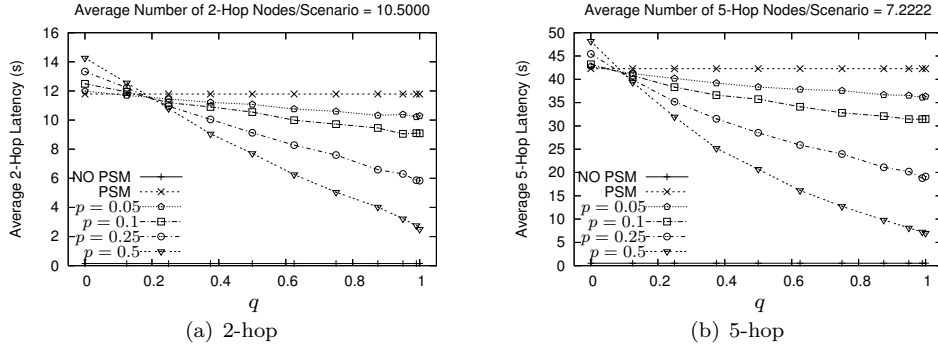 Average Number of 2-Hop Nodes/Scenario = 10.5000
16
14
12
10
8
6
4
2
0
Average 2-Hop Latency (s)
NO PSM
PSM
p = 0.05
p = 0.1
p = 0.25
p = 0.5
0 0.2 0.4 0.6 0.8 1
q
(a) 2-hop
Average Number of 5-Hop Nodes/Scenario = 7.2222
50
45
40
35
30
25
20
15
10
5
0
Average 5-Hop Latency (s)
NO PSM
PSM
p = 0.05
p = 0.1
p = 0.25
p = 0.5
0 0.2 0.4 0.6 0.8 1
q
(b) 5-hop